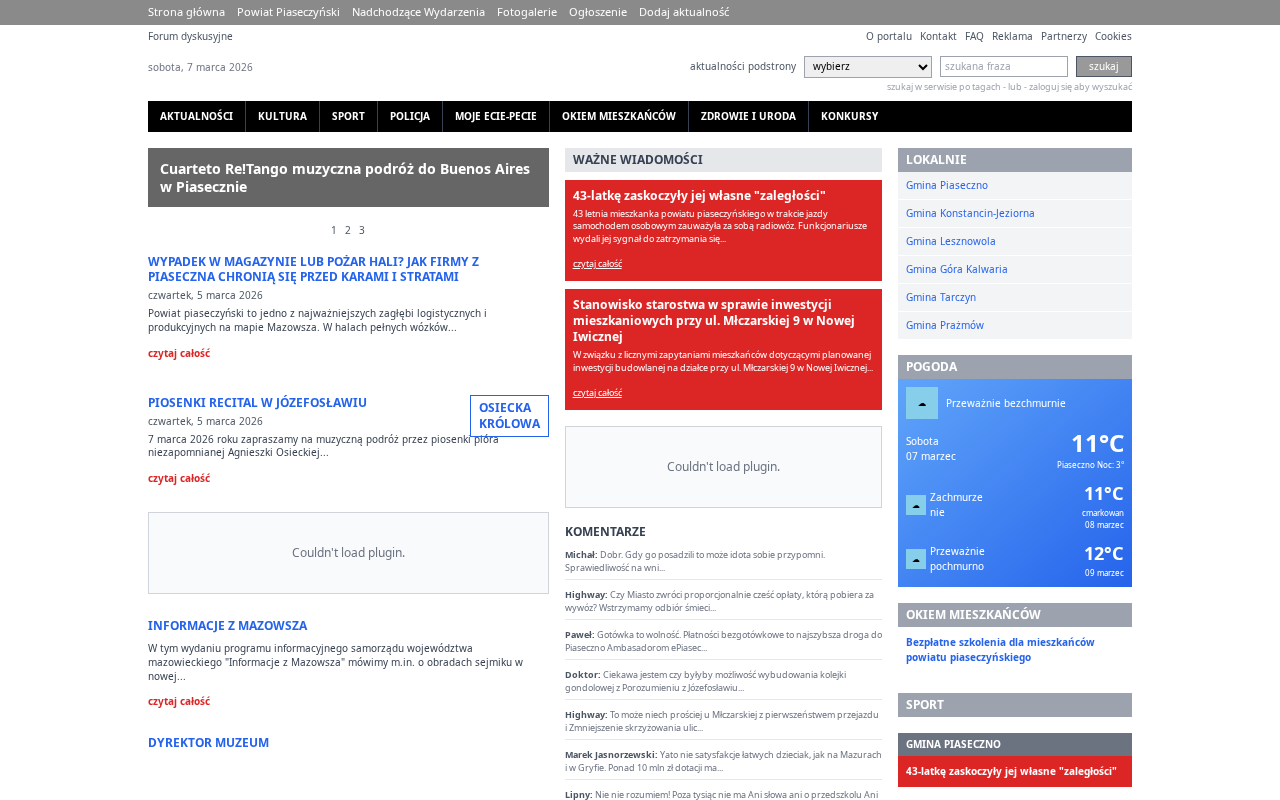 Strona główna Powiat Piaseczyński Nadchodzące Wydarzenia Fotogalerie Ogłoszenie Dodaj aktualność
Forum dyskusyjne
O portalu Kontakt FAQ Reklama Partnerzy Cookies
sobota, 7 marca 2026
aktualności podstrony wybierz szukana fraza szukaj
szukaj w serwisie po tagach - lub - zaloguj się aby wyszukać
AKTUALNOŚCI KULTURA SPORT POLICJA MOJE ECIE-PECIE OKIEM MIESZKAŃCÓW ZDROWIE I URODA KONKURSY
Cuarteto Re!Tango muzyczna podróż do Buenos Aires
w Piasecznie
1 2 3
WYPADEK W MAGAZYNIE LUB POŻAR HALI? JAK FIRMY Z
PIASECZNA CHRONIĄ SIĘ PRZED KARAMI I STRATAMI
czwartek, 5 marca 2026
Powiat piaseczyński to jedno z najważniejszych zagłębi logistycznych i
produkcyjnych na mapie Mazowsza. W halach pełnych wózków...
czytaj całość
PIOSENKI RECITAL W JÓZEFOSŁAWIU
OSIECKA
KRÓLOWA
czwartek, 5 marca 2026
7 marca 2026 roku zapraszamy na muzyczną podróż przez piosenki pióra
niezapomnianej Agnieszki Osieckiej...
czytaj całość
Couldn't load plugin.
INFORMACJE Z MAZOWSZA
W tym wydaniu programu informacyjnego samorządu województwa
mazowieckiego "Informacje z Mazowsza" mówimy m.in. o obradach sejmiku w
nowej...
czytaj całość
DYREKTOR MUZEUM
WAŻNE WIADOMOŚCI
43-latkę zaskoczyły jej własne "zaległości"
43 letnia mieszkanka powiatu piaseczyńskiego w trakcie jazdy
samochodem osobowym zauważyła za sobą radiowóz. Funkcjonariusze
wydali jej sygnał do zatrzymania się...
czytaj całość
Stanowisko starostwa w sprawie inwestycji
mieszkaniowych przy ul. Młczarskiej 9 w Nowej
Iwicznej
W związku z licznymi zapytaniami mieszkańców dotyczącymi planowanej
inwestycji budowlanej na działce przy ul. Młczarskiej 9 w Nowej Iwicznej...
czytaj całość
Couldn't load plugin.
KOMENTARZE
Michał: Dobr. Gdy go posadzili to może idota sobie przypomni.
Sprawiedliwość na wni...
Highway: Czy Miasto zwróci proporcjonalnie cześć opłaty, którą pobiera za
wywóz? Wstrzymamy odbiór śmieci...
Paweł: Gotówka to wolność. Płatności bezgotówkowe to najszybsza droga do
Piaseczno Ambasadorom ePiasec...
Doktor: Ciekawa jestem czy byłyby możliwość wybudowania kolejki
gondolowej z Porozumieniu z Józefosławiu...
Highway: To może niech prościej u Młczarskiej z pierwszeństwem przejazdu
i Zmniejszenie skrzyżowania ulic...
Marek Jasnorzewski: Yato nie satysfakcje łatwych dzieciak, jak na Mazurach
i w Gryfie. Ponad 10 mln zł dotacji ma...
Lipny: Nie nie rozumiem! Poza tysiąc nie ma Ani słowa ani o przedszkolu Ani
LOKALNIE
Gmina Piaseczno
Gmina Konstancin-Jeziorna
Gmina Lesznowola
Gmina Góra Kalwaria
Gmina Tarczyn
Gmina Prażmów
POGODA
Przeważnie bezchmurnie
Sobota
07 marzec
11°C
Piaseczno Noc: 3°
Zachmurze
nie
11°C
cmarkowan
08 marzec
Przeważnie
pochmurno
12°C
09 marzec
OKIEM MIESZKAŃCÓW
Bezpłatne szkolenia dla mieszkańców
powiatu piaseczyńskiego
SPORT
GMINA PIASECZNO
43-latkę zaskoczyły jej własne "zaległości"